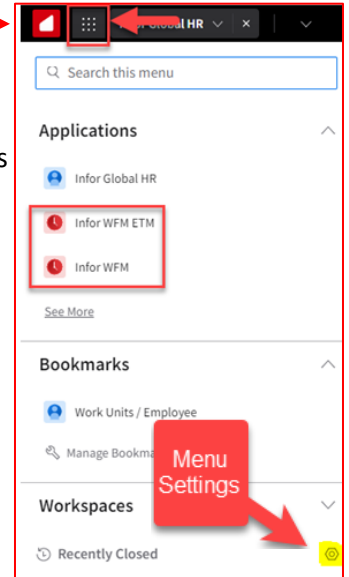 Global HR
s
Search this menu
Applications
Infor Global HR
Infor WFM ETM
Infor WFM
See More
Bookmarks
Work Units / Employee
Manage Bookma
Menu
Settings
Workspaces
Recently Closed